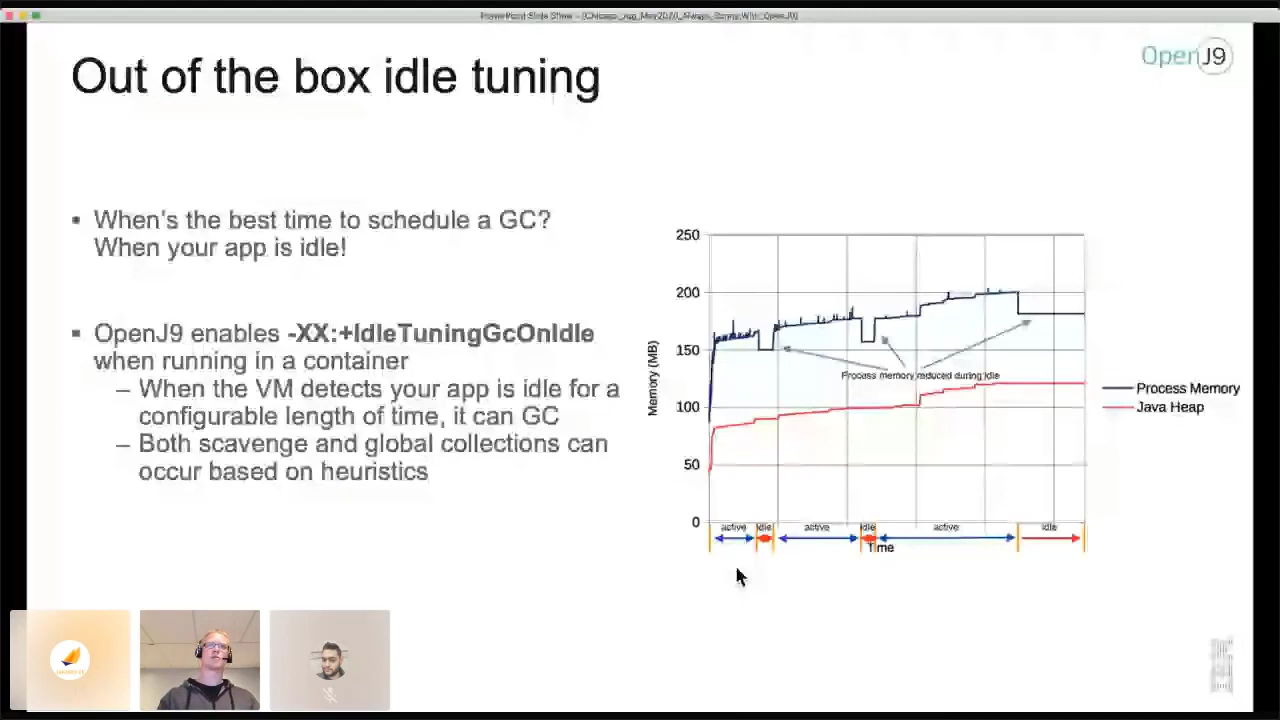 Out of the box idle tuning
OpenJ9
▪ When's the best time to schedule a GC?
When your app is idle!
▪ OpenJ9 enables -XX:+IdleTuningGcOnIdle
when running in a container
– When the VM detects your app is idle for a
configurable length of time, it can GC
– Both scavenge and global collections can
occur based on heuristics
250
200
150
100
50
0
Memory (MB)
Process memory reduced during idle
Process Memory
Java Heap
active idle active idle active idle
Time
IBM